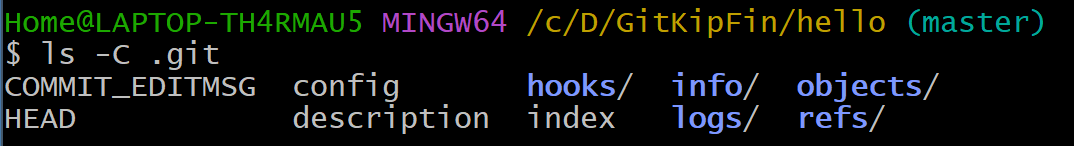 Home@LAPTOP-TH4RMAU5 MINGW64 /c/D/GitKipFin/hello (master)
$ ls -C .git
COMMIT_EDITMSG  config       hooks/  info/  objects/
HEAD            description  index   logs/  refs/